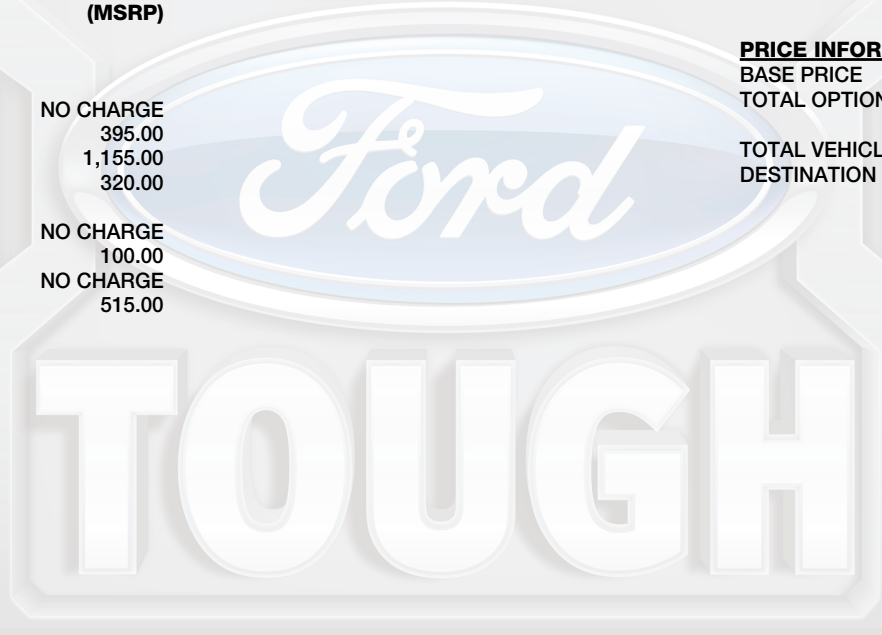 (MSRP)
NO CHARGE
395.00
1,155.00
320.00
NO CHARGE
100.00
NO CHARGE
515.00
PRICE INFOR
BASE PRICE
TOTAL OPTION
TOTAL VEHICL
DESTINATION
Ford
TOUGH